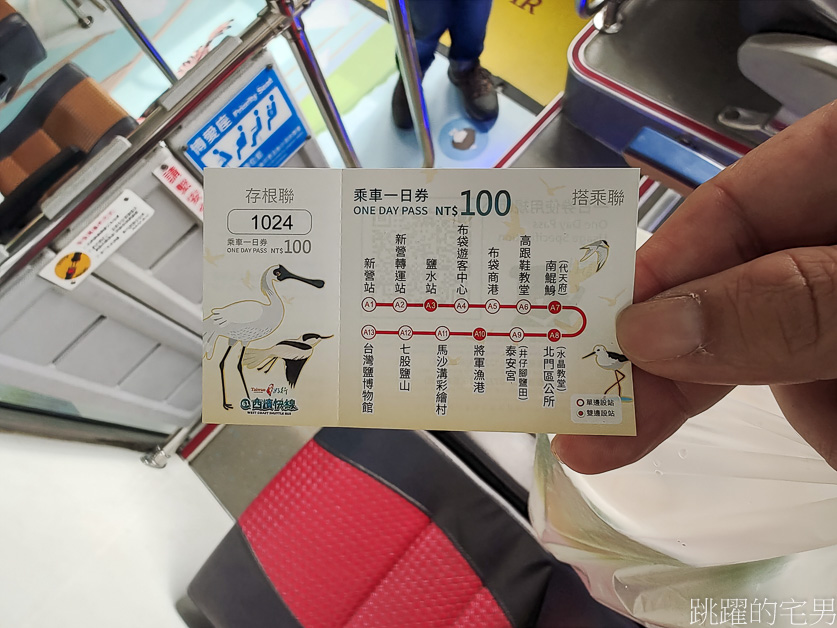 博愛座 Priority Seat
存根聯
1024
乘車一日券
ONE DAY PASS NT$100
西濱快線
WEST COAST SHUTTLE BUS
乘車一日券
ONE DAY PASS NT$100
搭乘聯
新營站
新營轉運站
鹽水站
布袋遊客中心
布袋商港
高跟鞋教堂
南鯤鯓(代天府)
A1 A2 A3 A4 A5 A6 A7
A13 A12 A11 A10 A9 A8
台灣鹽博物館
七股鹽山
馬沙溝彩繪村
將軍漁港
泰安宮(井仔腳鹽田)
北門區公所(水晶教堂)
單邊設站
雙邊設站
跳躍的宅男